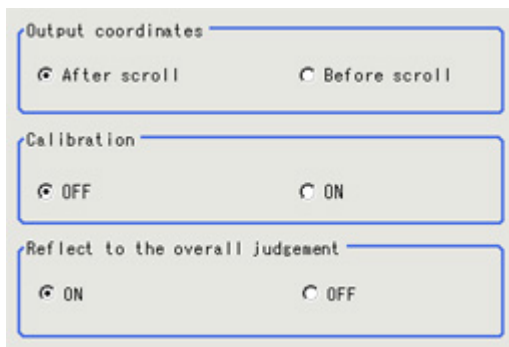 Output coordinates
After scroll Before scroll
Calibration
OFF ON
Reflect to the overall judgement
ON OFF